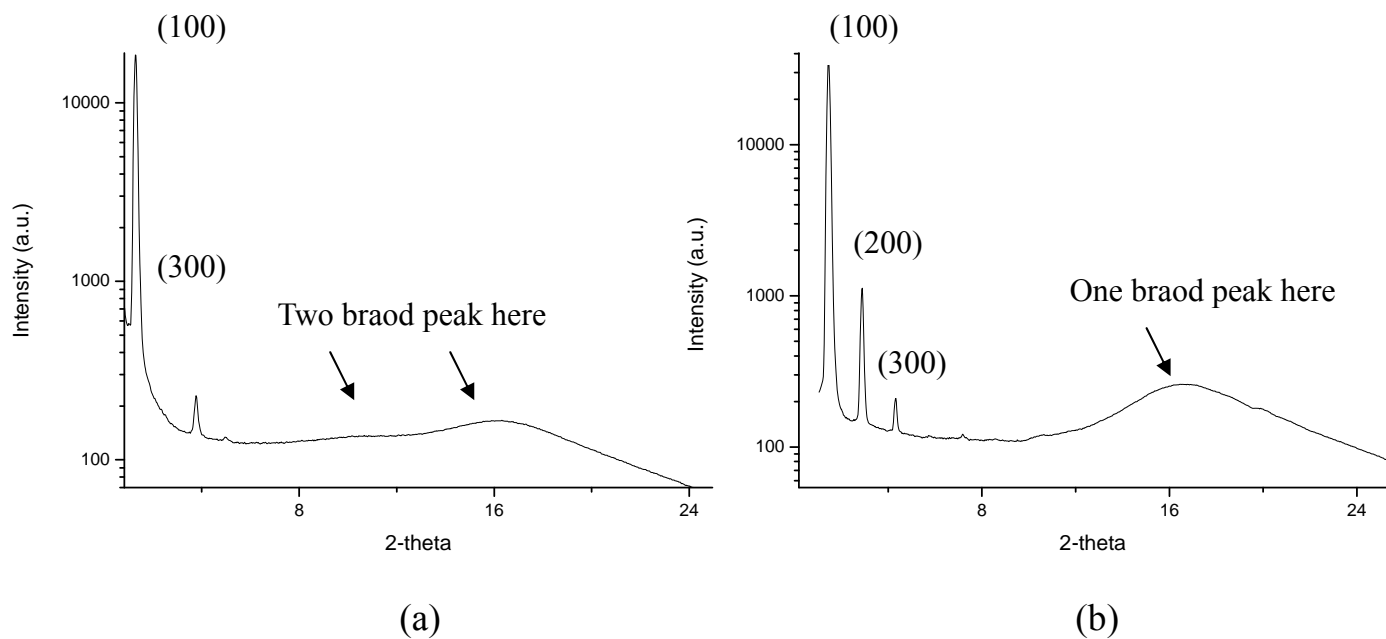 (100)
10000
(300)
1000
Two braod peak here
100
Intensity (a.u.)
8
16
24
2-theta
(a)
(100)
10000
(200)
One braod peak here
1000
(300)
100
Intensity (a.u.)
8
16
24
2-theta
(b)